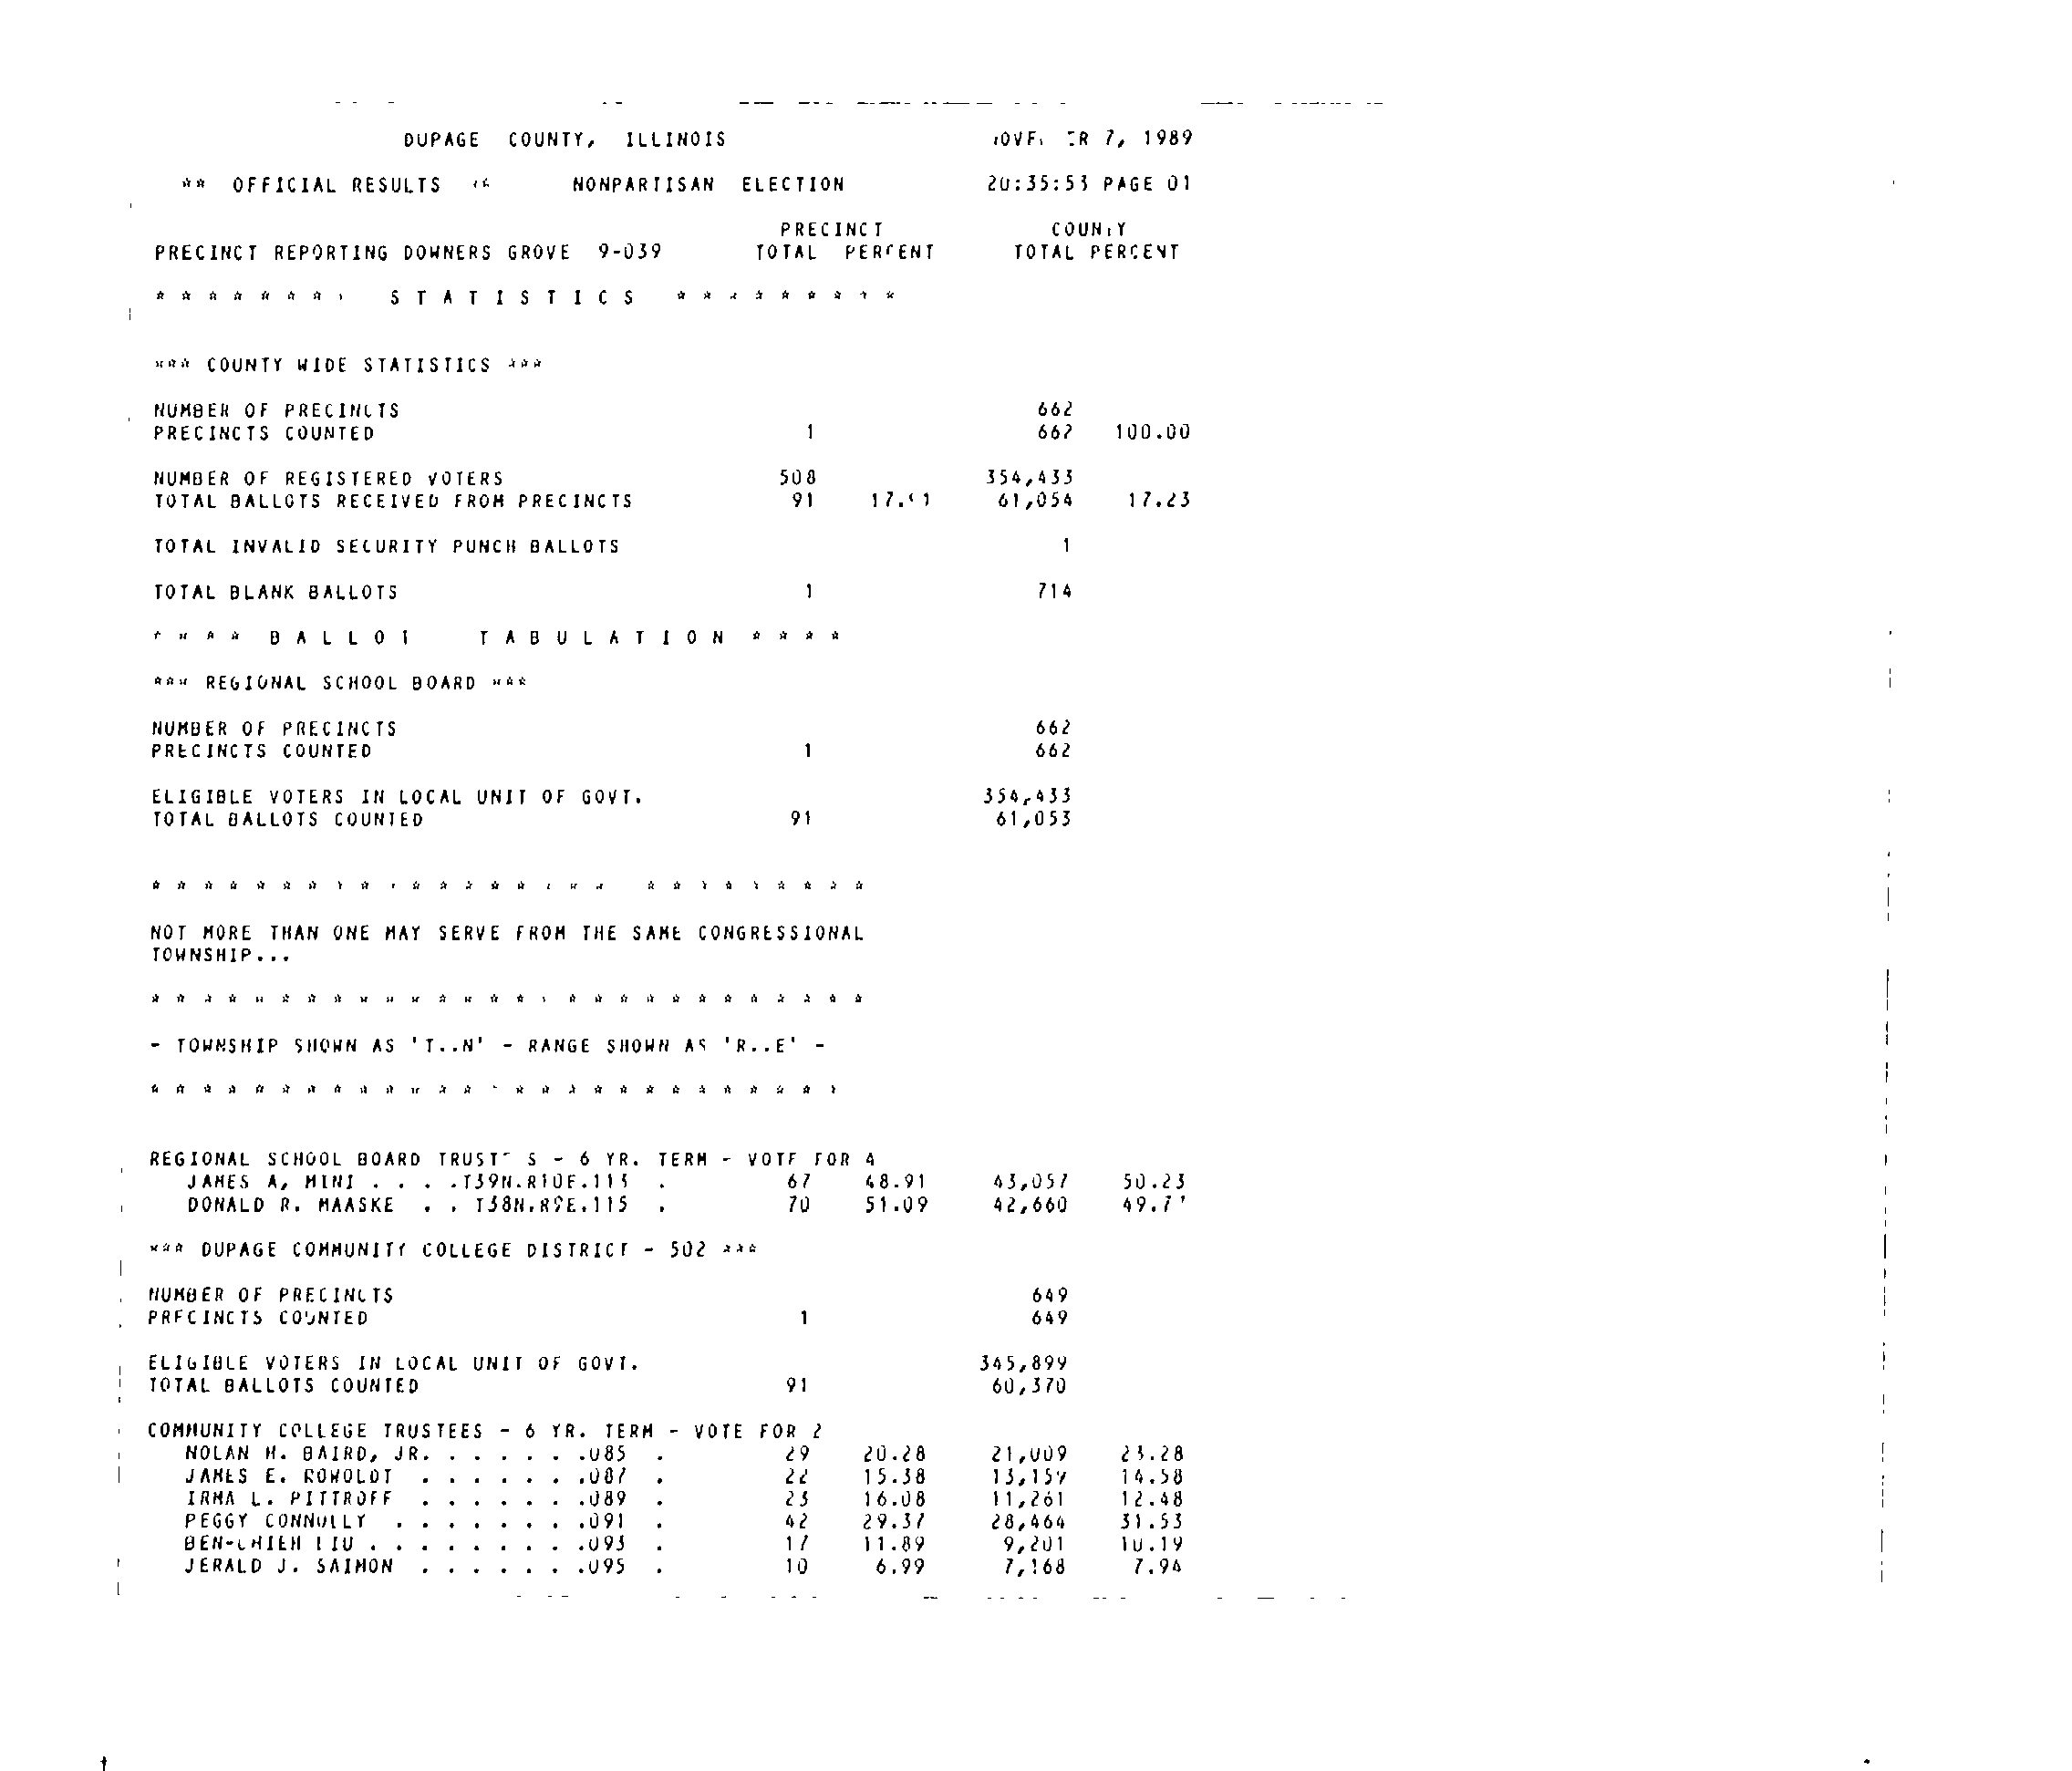 DUPAGE COUNTY, ILLINOIS 7, 1989
** OFFICIAL RESULTS ** NONPARTISAN ELECTION 20:35:53 PAGE 01
PRECINCT COUNTY
PRECINCT REPORTING DOWNERS GROVE 9-039 TOTAL PERCENT TOTAL PERCENT
* * * * * * * * S T A T I S T I C S * * * * * * * * *
*** COUNTY WIDE STATISTICS ***
NUMBER OF PRECINCTS 662
PRECINCTS COUNTED 1 662 100.00
NUMBER OF REGISTERED VOTERS 508 354,433
TOTAL BALLOTS RECEIVED FROM PRECINCTS 91 17.91 61,054 17.23
TOTAL INVALID SECURITY PUNCH BALLOTS 1
TOTAL BLANK BALLOTS 1 714
* * * * B A L L O T T A B U L A T I O N * * * *
*** REGIONAL SCHOOL BOARD ***
NUMBER OF PRECINCTS 662
PRECINCTS COUNTED 1 662
ELIGIBLE VOTERS IN LOCAL UNIT OF GOVT. 354,433
TOTAL BALLOTS COUNTED 91 61,053
* * * * * * * * * * * * * * * * * * * * * * * * * * *
NOT MORE THAN ONE MAY SERVE FROM THE SAME CONGRESSIONAL
TOWNSHIP...
* * * * * * * * * * * * * * * * * * * * * * * * * * * *
- TOWNSHIP SHOWN AS 'T..N' - RANGE SHOWN AS 'R..E' -
* * * * * * * * * * * * * * * * * * * * * * * * * * *
REGIONAL SCHOOL BOARD TRUSTEES - 6 YR. TERM - VOTE FOR 4
JAMES A. MINI . . . .T39N.R10E.113 . 67 48.91 43,057 50.23
DONALD R. MAASKE . . T38N.R9E.115 . 70 51.09 42,660 49.77
*** DUPAGE COMMUNITY COLLEGE DISTRICT - 502 ***
NUMBER OF PRECINCTS 649
PRECINCTS COUNTED 1 649
ELIGIBLE VOTERS IN LOCAL UNIT OF GOVT. 345,899
TOTAL BALLOTS COUNTED 91 60,370
COMMUNITY COLLEGE TRUSTEES - 6 YR. TERM - VOTE FOR 2
NOLAN H. BAIRD, JR. . . . . . .085 . 29 20.28 21,009 23.28
JAMES E. ROWOLDT . . . . . . .087 . 22 15.38 13,159 14.58
IRMA L. PITTROFF . . . . . . .089 . 23 16.08 11,261 12.48
PEGGY CONNOLLY . . . . . . . .091 . 42 29.37 28,464 31.53
BEN-CHIEH LIU . . . . . . . . .093 . 17 11.89 9,201 10.19
JERALD J. SAIMON . . . . . . .095 . 10 6.99 7,168 7.94